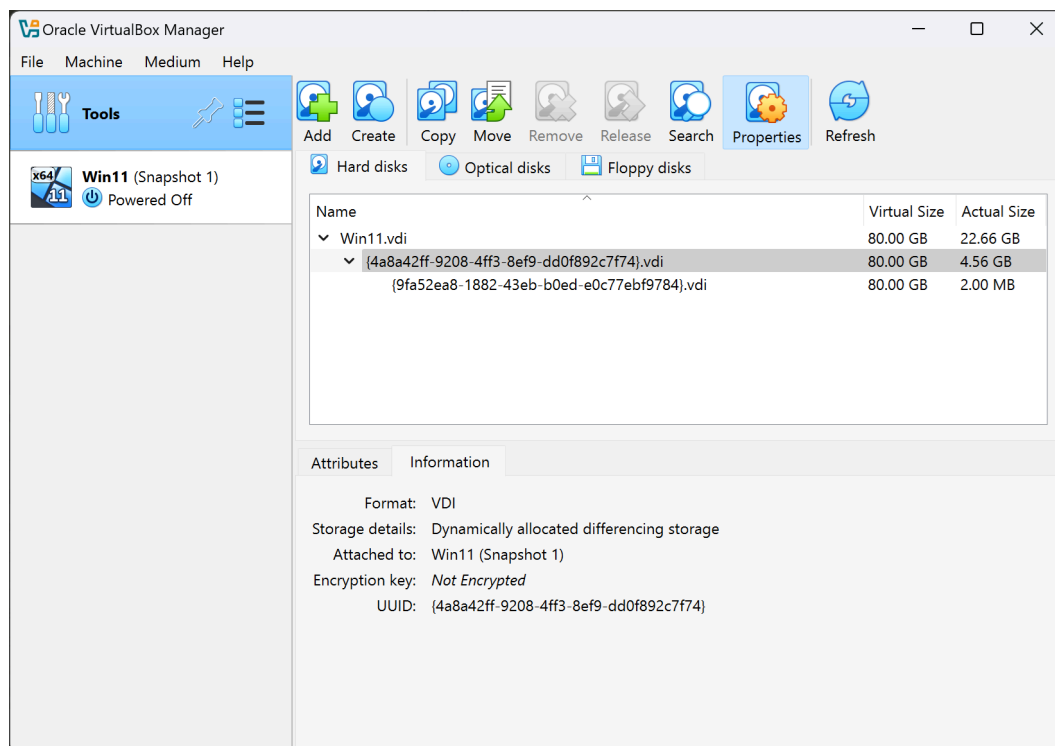 Oracle VirtualBox Manager
File Machine Medium Help
Tools
Add Create Copy Move Remove Release Search Properties Refresh
x64 11
Win11 (Snapshot 1)
Powered Off
Hard disks Optical disks Floppy disks
Name Virtual Size Actual Size
Win11.vdi 80.00 GB 22.66 GB
{4a8a42ff-9208-4ff3-8ef9-dd0f892c7f74}.vdi 80.00 GB 4.56 GB
{9fa52ea8-1882-43eb-b0ed-e0c77ebf9784}.vdi 80.00 GB 2.00 MB
Attributes Information
Format: VDI
Storage details: Dynamically allocated differencing storage
Attached to: Win11 (Snapshot 1)
Encryption key: Not Encrypted
UUID: {4a8a42ff-9208-4ff3-8ef9-dd0f892c7f74}